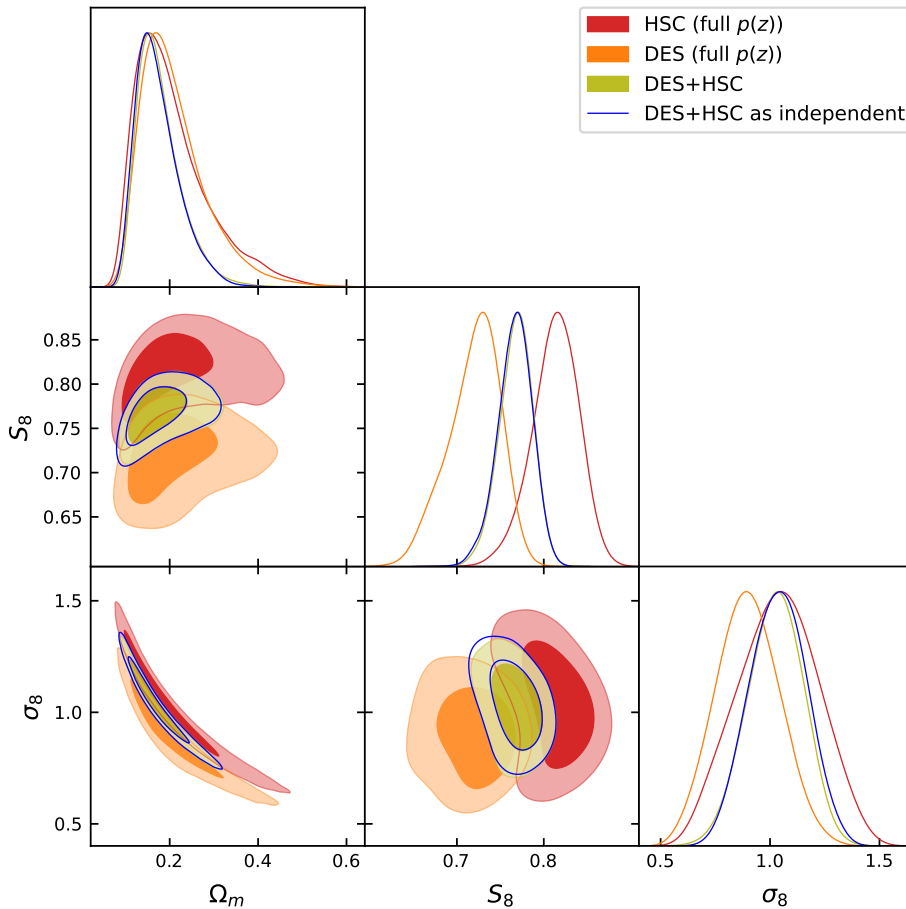 HSC (full p(z))
DES (full p(z))
DES+HSC
DES+HSC as independent
S₈
0.85
0.80
0.75
0.70
0.65
σ₈
1.5
1.0
0.5
0.2 0.4 0.6
0.7 0.8
0.5 1.0 1.5
Ωₘ
S₈
σ₈